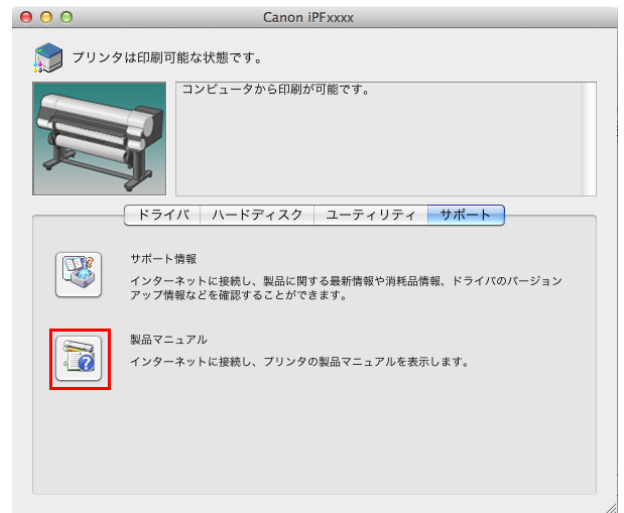 Canon iPFxxxx
プリンタは印刷可能な状態です。
コンピュータから印刷が可能です。
ドライバ ハードディスク ユーティリティ サポート
サポート情報
インターネットに接続し、製品に関する最新情報や消耗品情報、ドライバのバージョン
アップ情報などを確認することができます。
製品マニュアル
インターネットに接続し、プリンタの製品マニュアルを表示します。